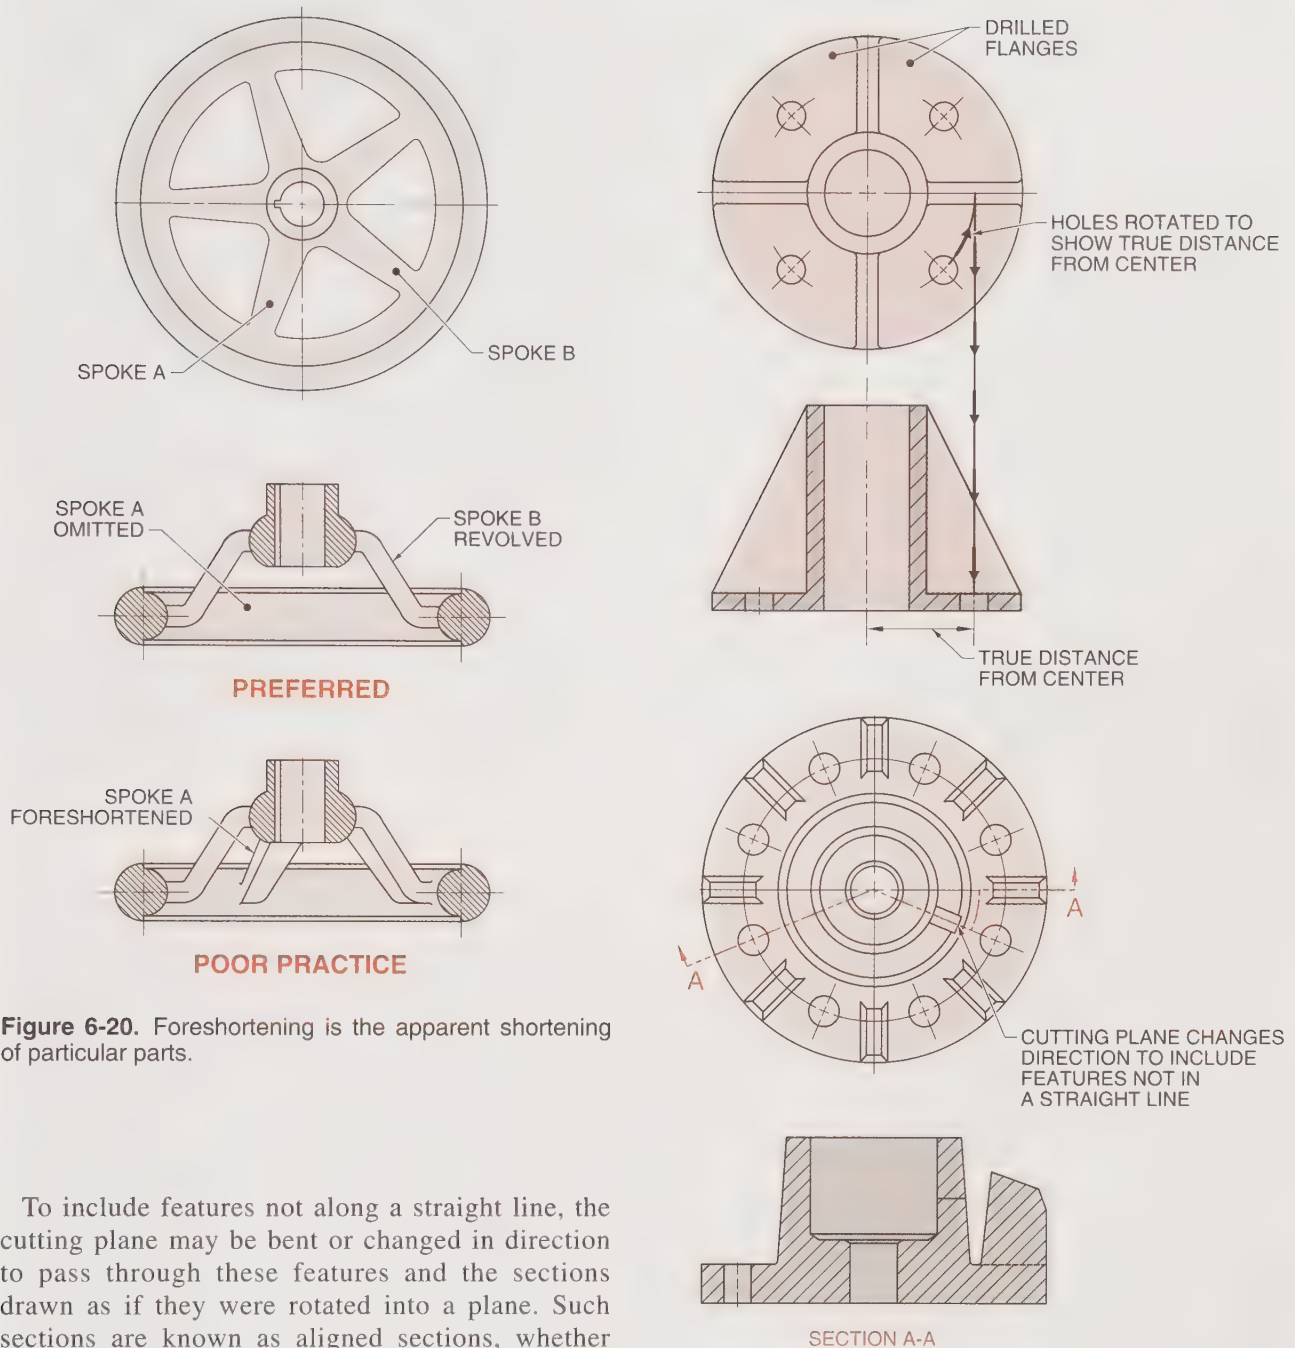 SPOKE A
SPOKE B
SPOKE A
OMITTED
SPOKE B
REVOLVED
PREFERRED
SPOKE A
FORESHORTENED
POOR PRACTICE
Figure 6-20. Foreshortening is the apparent shortening
of particular parts.
To include features not along a straight line, the
cutting plane may be bent or changed in direction
to pass through these features and the sections
drawn as if they were rotated into a plane. Such
sections are known as aligned sections, whether
DRILLED
FLANGES
HOLES ROTATED TO
SHOW TRUE DISTANCE
FROM CENTER
TRUE DISTANCE
FROM CENTER
A
A
CUTTING PLANE CHANGES
DIRECTION TO INCLUDE
FEATURES NOT IN
A STRAIGHT LINE
SECTION A-A